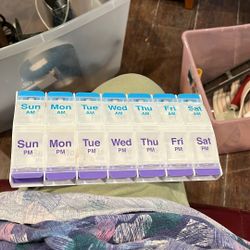 Sun Mon Tue Wed Thu Fri Sat
AM AM AM AM AM AM AM
Sun Mon Tue Wed Thu Fri Sat
PM PM PM PM PM PM PM